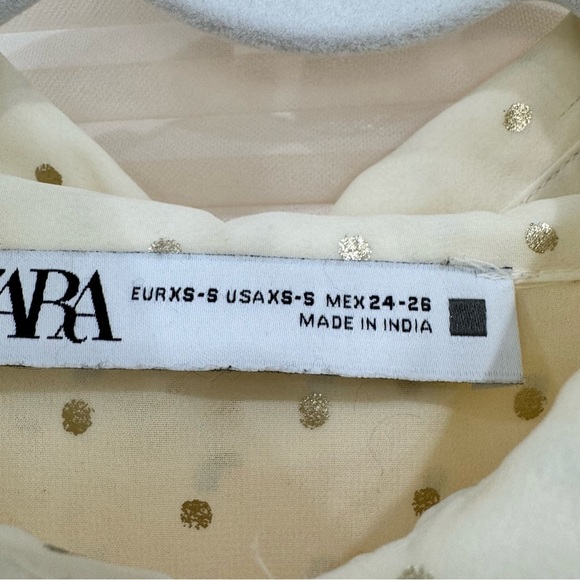 ZARA
EURXS-S USAXS-S MEX24-26
MADE IN INDIA